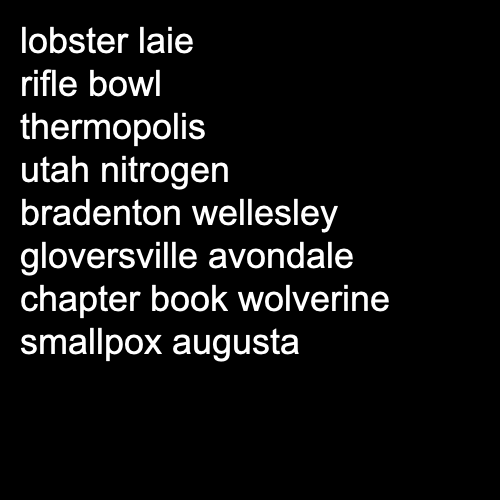 lobster laie
rifle bowl
thermopolis
utah nitrogen
bradenton wellesley
gloversville avondale
chapter book wolverine
smallpox augusta